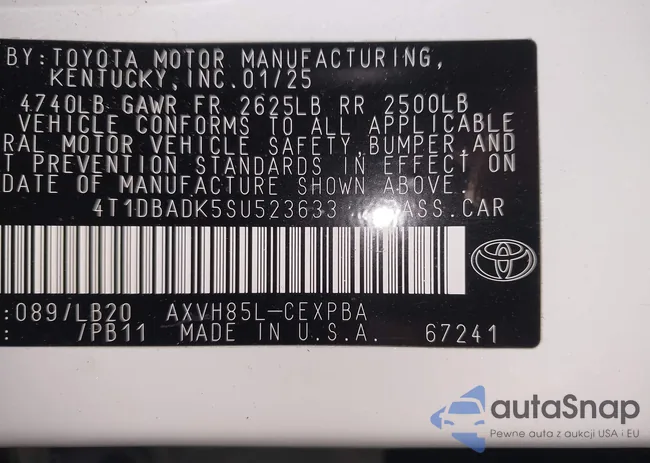 BY: TOYOTA MOTOR MANUFACTURING,
KENTUCKY, INC. 01/25
4740LB GAWR FR 2625LB RR 2500LB
VEHICLE CONFORMS TO ALL APPLICABLE
RAL MOTOR VEHICLE SAFETY, BUMPER, AND
T PREVENTION STANDARDS IN EFFECT ON
DATE OF MANUFACTURE SHOWN ABOVE.
4T1DBADK5SU523633 ASS.CAR
:089/LB20 AXVH85L-CEXPBA
: /PB11 MADE IN U.S.A. 67241
autaSnap
Pewne auta z aukcji USA i EU